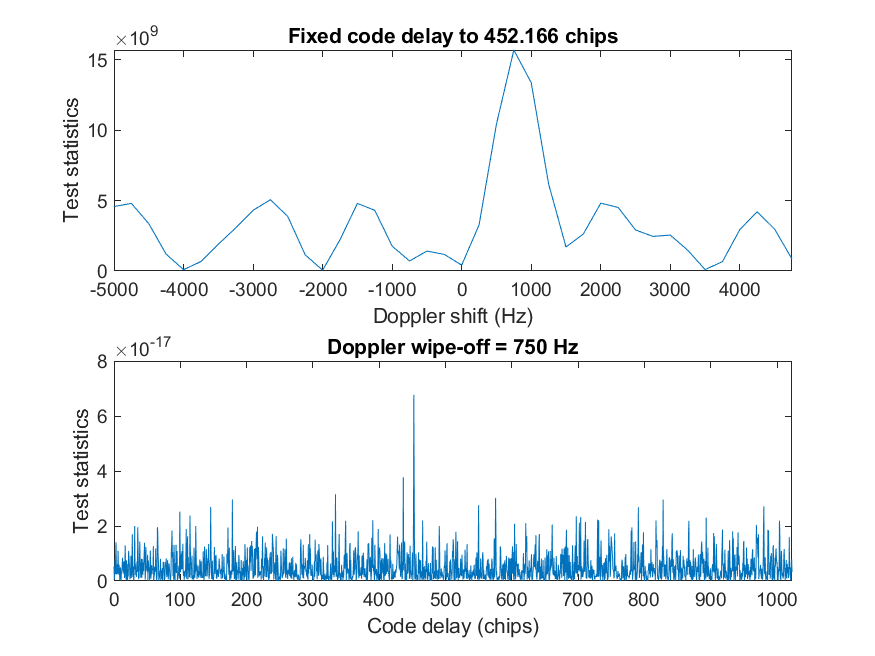 ×10^9
Fixed code delay to 452.166 chips
15
10
5
0
Test statistics
-5000 -4000 -3000 -2000 -1000 0 1000 2000 3000 4000
Doppler shift (Hz)
×10^-17
Doppler wipe-off = 750 Hz
8
6
4
2
0
Test statistics
0 100 200 300 400 500 600 700 800 900 1000
Code delay (chips)